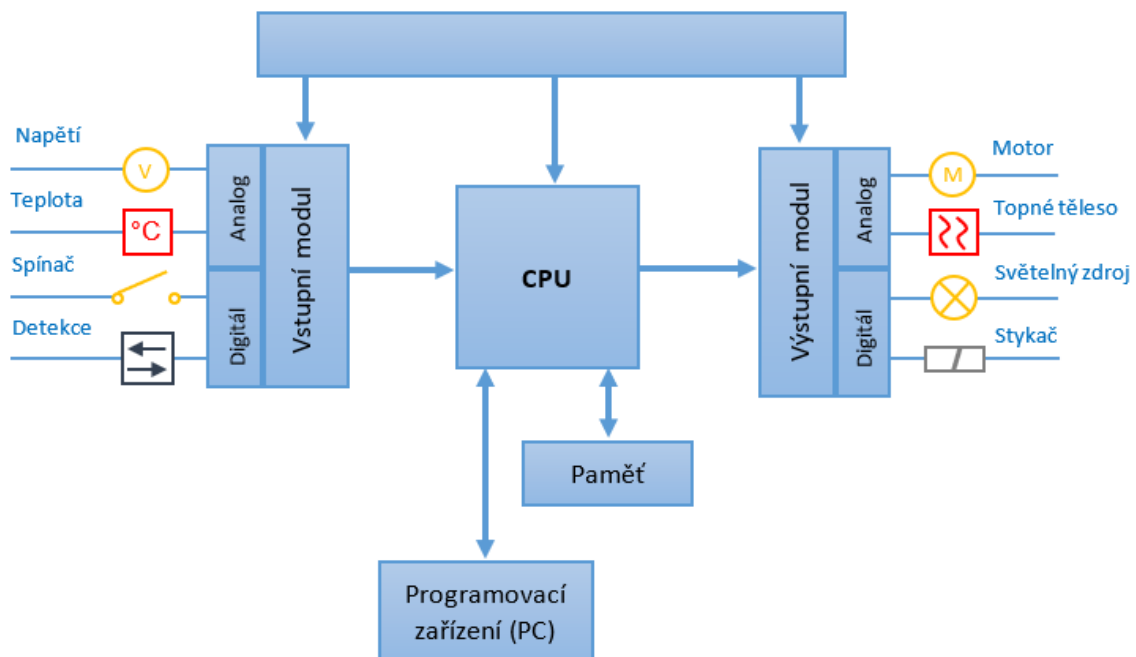 Napětí
V
Teplota
°C
Spínač
Detekce
Analog
Digitál
Vstupní modul
CPU
Výstupní modul
Analog
Digitál
Motor
M
Topné těleso
Světelný zdroj
Stykač
Paměť
Programovací
zařízení (PC)